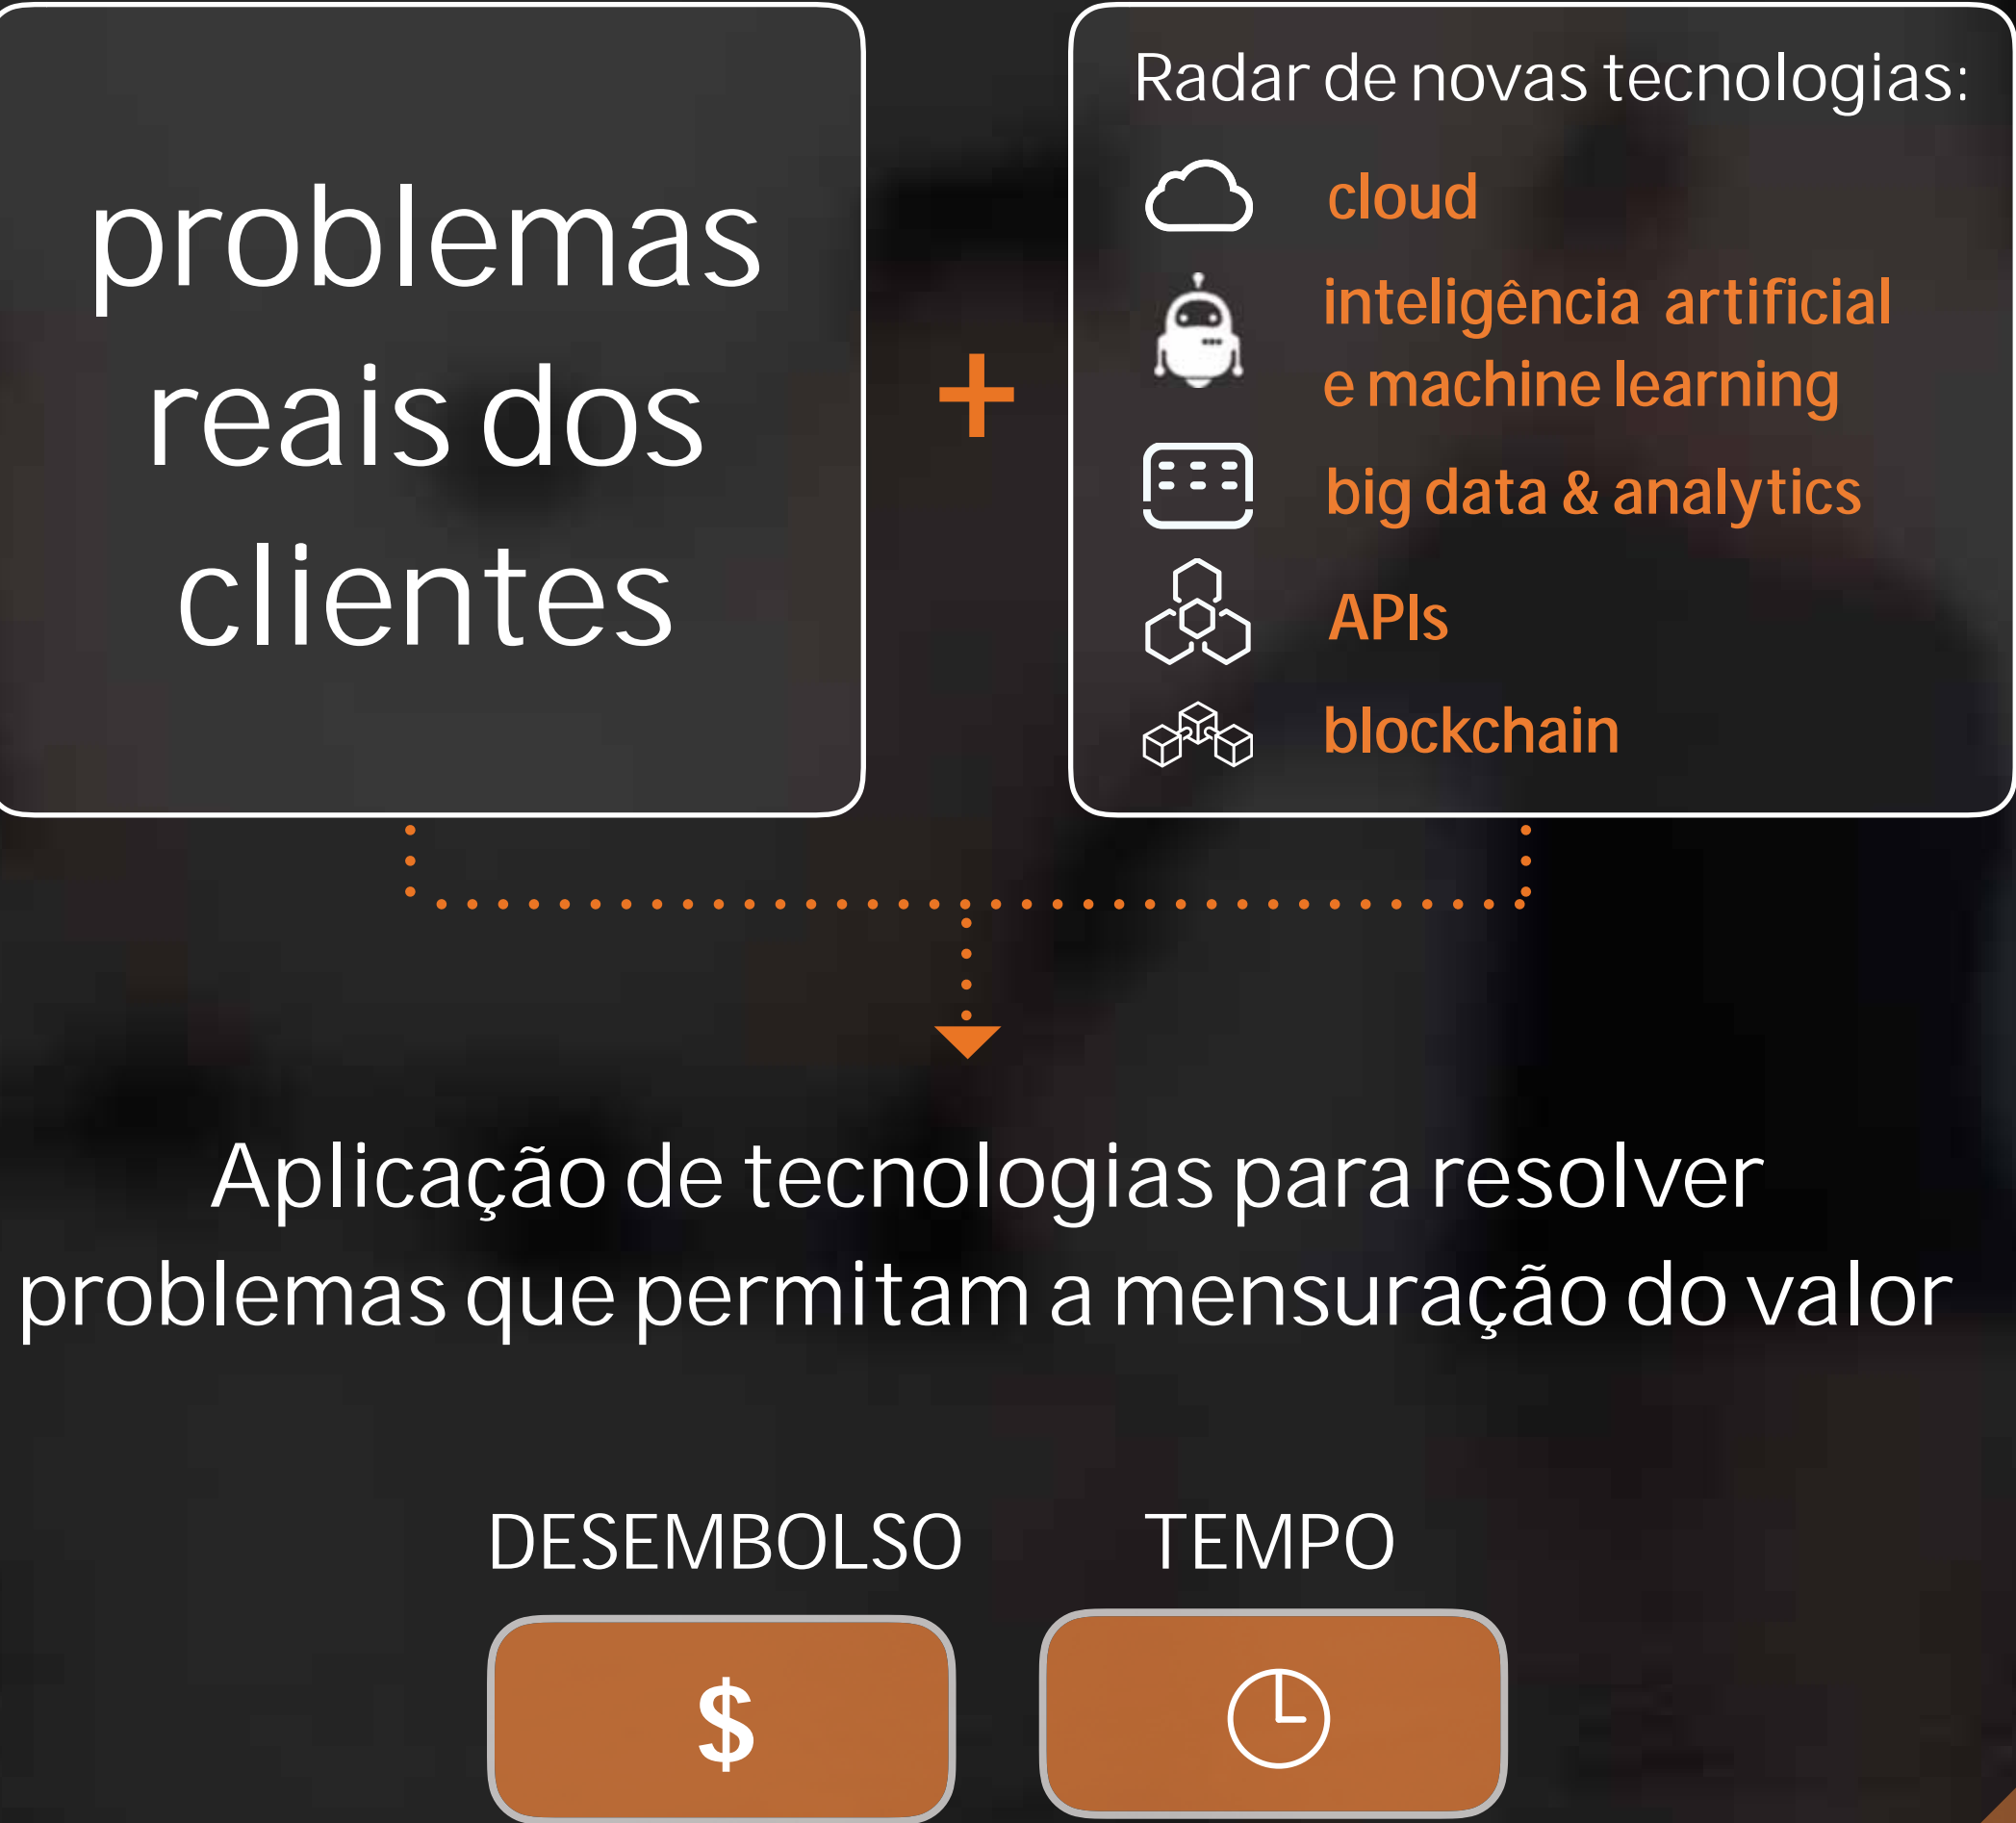 problemas
reais dos
clientes
+
Radar de novas tecnologias:
cloud
inteligência artificial
e machine learning
big data & analytics
APIs
blockchain
Aplicação de tecnologias para resolver
problemas que permitam a mensuração do valor
DESEMBOLSO
TEMPO
$